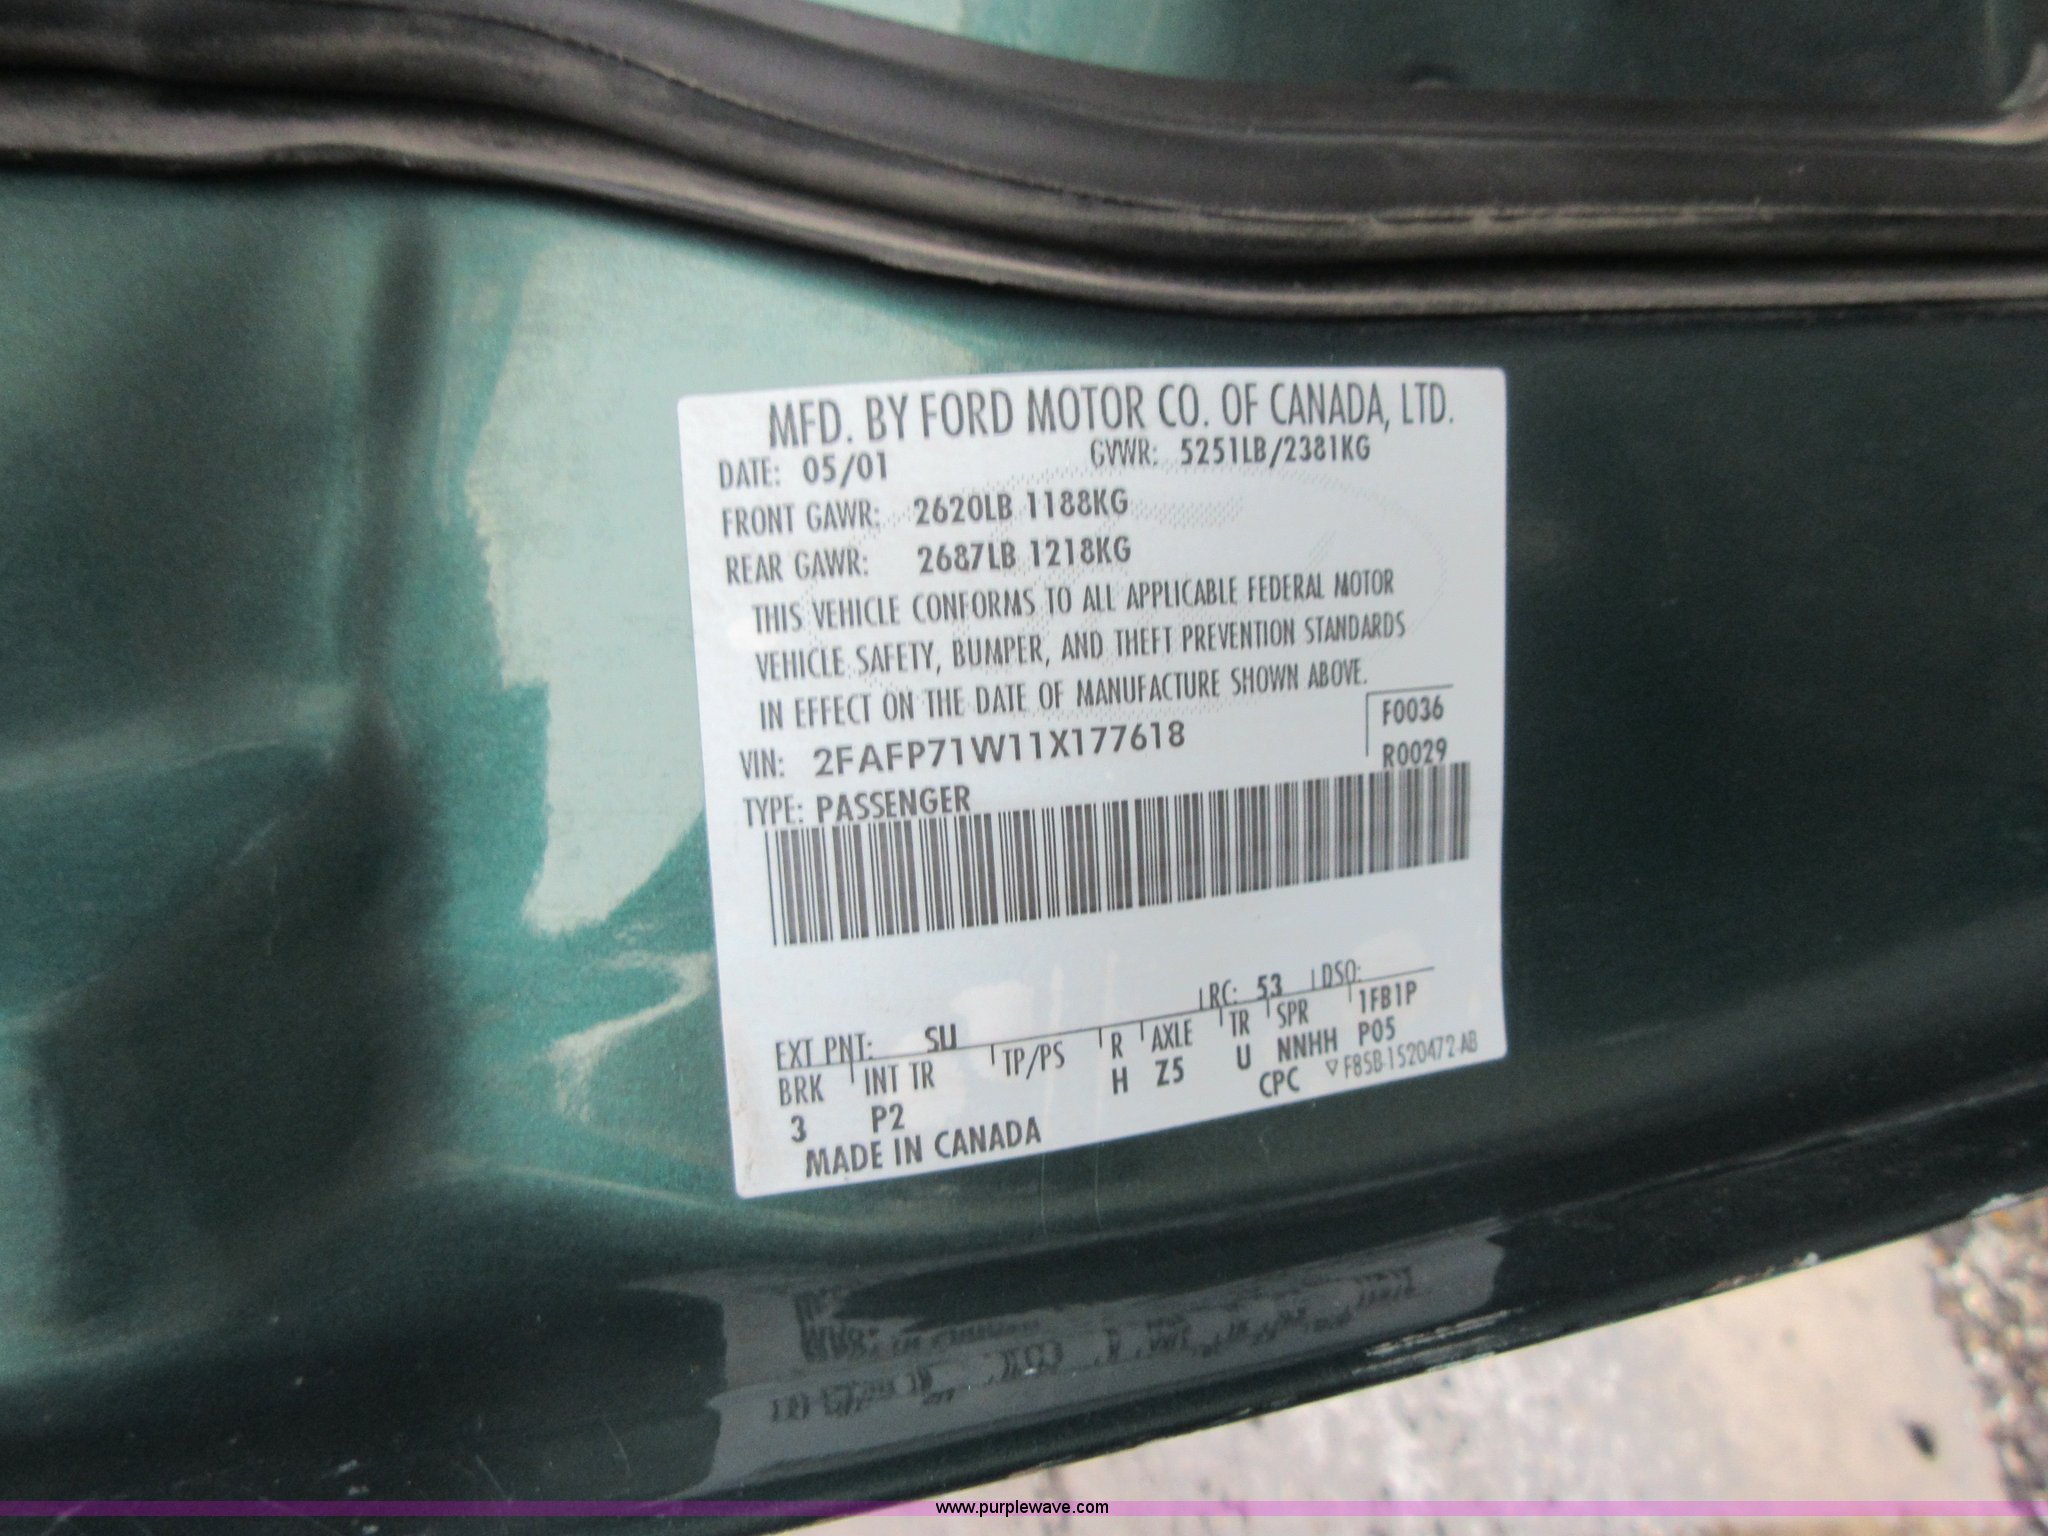 MFD. BY FORD MOTOR CO. OF CANADA, LTD.
DATE: 05/01 GVWR: 5251LB/2381KG
FRONT GAWR: 2620LB 1188KG
REAR GAWR: 2687LB 1218KG
THIS VEHICLE CONFORMS TO ALL APPLICABLE FEDERAL MOTOR
VEHICLE SAFETY, BUMPER, AND THEFT PREVENTION STANDARDS
IN EFFECT ON THE DATE OF MANUFACTURE SHOWN ABOVE.
F0036
VIN: 2FAFP71W11X177618
R0029
TYPE: PASSENGER
EXT PNT: SU RC: 53 DSO:
BRK INT TR TP/PS R AXLE TR SPR 1FB1P
3 P2 H Z5 U NNHH P05
MADE IN CANADA CPC ▽F85B-1520472-AB
www.purplewave.com